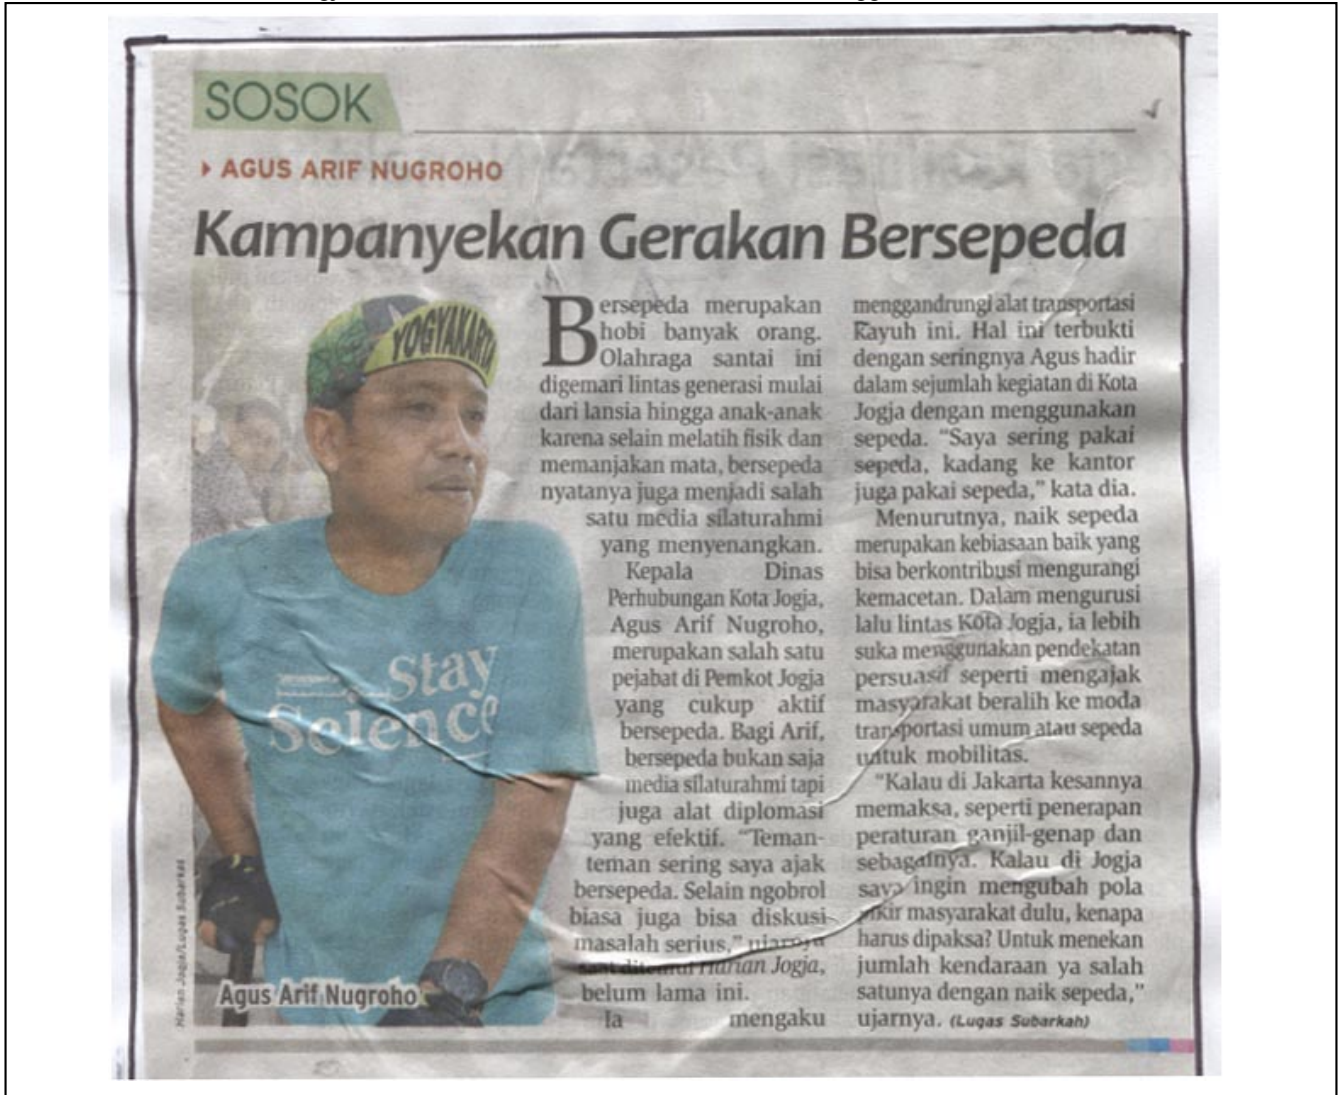 SOSOK
AGUS ARIF NUGROHO
Kampanyekan Gerakan Bersepeda
YOGYAKARTA
Stay
Science
Agus Arif Nugroho
Harian Jogja/Lugas Subarkas
Bersepeda merupakan
hobi banyak orang.
Olahraga santai ini
digemari lintas generasi mulai
dari lansia hingga anak-anak
karena selain melatih fisik dan
memanjakan mata, bersepeda
nyatanya juga menjadi salah
satu media silaturahmi
yang menyenangkan.
Kepala Dinas
Perhubungan Kota Jogja,
Agus Arif Nugroho,
merupakan salah satu
pejabat di Pemkot Jogja
yang cukup aktif
bersepeda. Bagi Arif,
bersepeda bukan saja
media silaturahmi tapi
juga alat diplomasi
yang efektif. “Teman-
teman sering saya ajak
bersepeda. Selain ngobrol
biasa juga bisa diskusi
masalah serius,” ujarnya
saat ditemui Harian Jogja,
belum lama ini.
Ia mengaku
menggandrungi alat transportasi
kayuh ini. Hal ini terbukti
dengan seringnya Agus hadir
dalam sejumlah kegiatan di Kota
Jogja dengan menggunakan
sepeda. “Saya sering pakai
sepeda, kadang ke kantor
juga pakai sepeda,” kata dia.
Menurutnya, naik sepeda
merupakan kebiasaan baik yang
bisa berkontribusi mengurangi
kemacetan. Dalam mengurusi
lalu lintas Kota Jogja, ia lebih
suka menggunakan pendekatan
persuasif seperti mengajak
masyarakat beralih ke moda
transportasi umum atau sepeda
untuk mobilitas.
“Kalau di Jakarta kesannya
memaksa, seperti penerapan
peraturan ganjil-genap dan
sebagainya. Kalau di Jogja
saya ingin mengubah pola
pikir masyarakat dulu, kenapa
harus dipaksa? Untuk menekan
jumlah kendaraan ya salah
satunya dengan naik sepeda,”
ujarnya. (Lugas Subarkah)